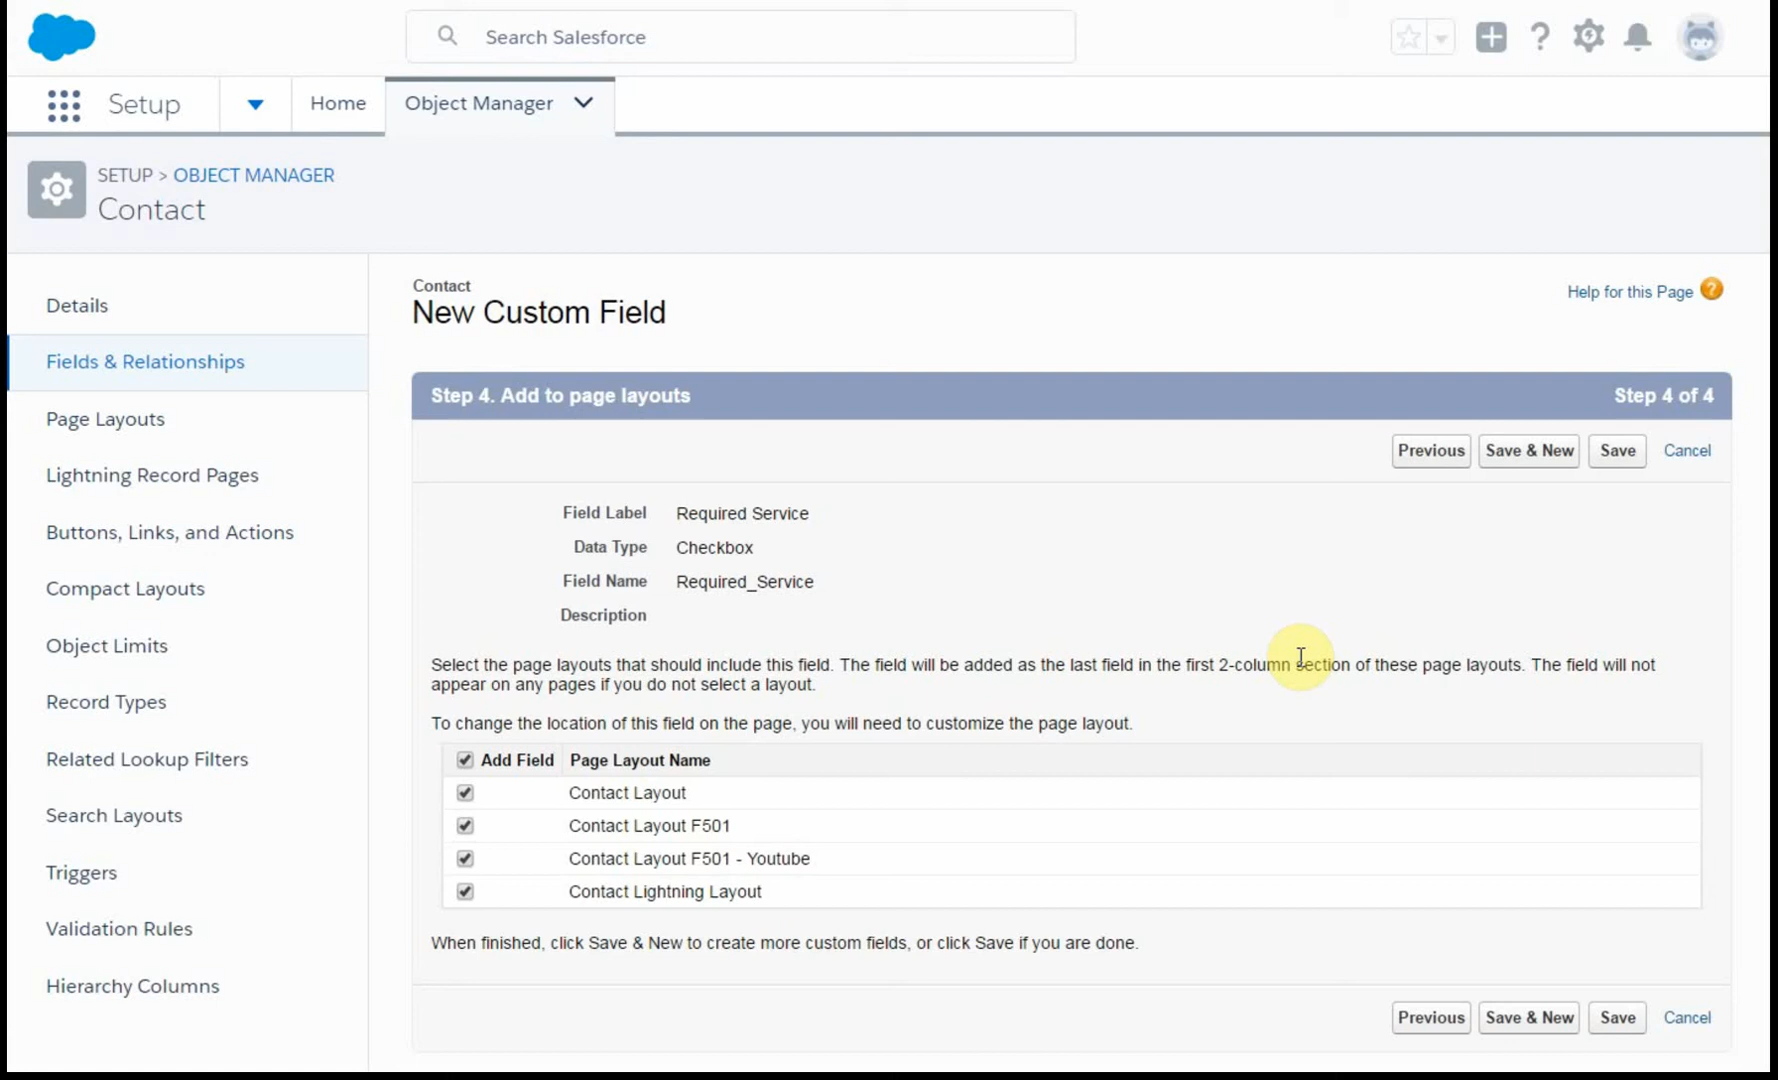 Search Salesforce
Setup
Home
Object Manager
SETUP > OBJECT MANAGER
Contact
Details
Fields & Relationships
Page Layouts
Lightning Record Pages
Buttons, Links, and Actions
Compact Layouts
Object Limits
Record Types
Related Lookup Filters
Search Layouts
Triggers
Validation Rules
Hierarchy Columns
Contact
New Custom Field
Help for this Page ?
Step 4. Add to page layouts Step 4 of 4
Previous Save & New Save Cancel
Field Label Required Service
Data Type Checkbox
Field Name Required_Service
Description
Select the page layouts that should include this field. The field will be added as the last field in the first 2-column section of these page layouts. The field will not
appear on any pages if you do not select a layout.
To change the location of this field on the page, you will need to customize the page layout.
Add Field Page Layout Name
Contact Layout
Contact Layout F501
Contact Layout F501 - Youtube
Contact Lightning Layout
When finished, click Save & New to create more custom fields, or click Save if you are done.
Previous Save & New Save Cancel